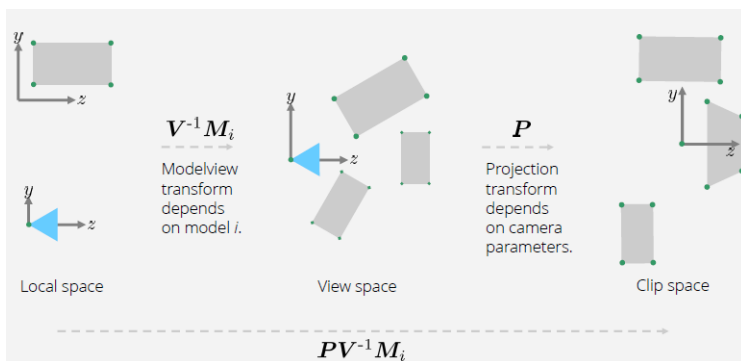 y
z
y
z
Local space
V⁻¹Mᵢ
Modelview
transform
depends
on model i.
y
z
View space
P
Projection
transform
depends
on camera
parameters.
y
z
Clip space
PV⁻¹Mᵢ